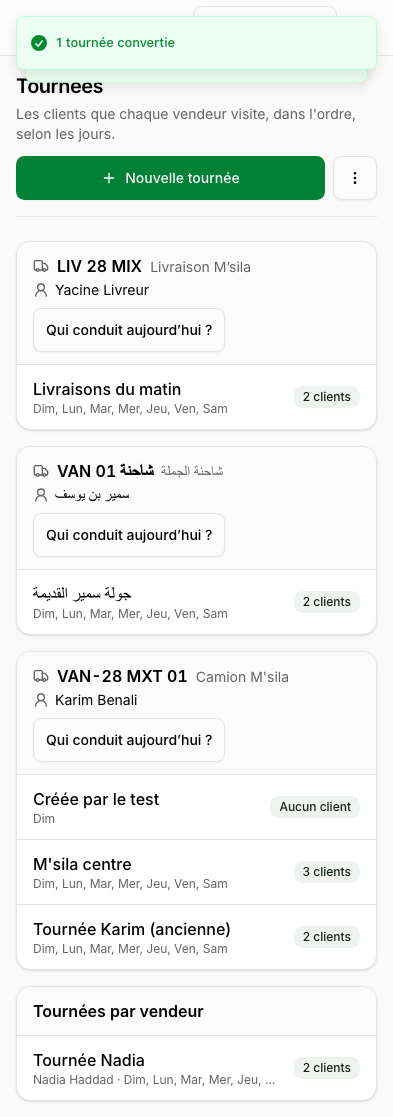 1 tournée convertie
Tournées
Les clients que chaque vendeur visite, dans l'ordre,
selon les jours.
Nouvelle tournée
LIV 28 MIX Livraison M’sila
Yacine Livreur
Qui conduit aujourd’hui ?
Livraisons du matin
2 clients
Dim, Lun, Mar, Mer, Jeu, Ven, Sam
VAN 01 شاحنة شاحنة الجملة
سمير بن يوسف
Qui conduit aujourd’hui ?
جولة سمير القديمة
2 clients
Dim, Lun, Mar, Mer, Jeu, Ven, Sam
VAN-28 MXT 01 Camion M'sila
Karim Benali
Qui conduit aujourd’hui ?
Créée par le test
Aucun client
Dim
M'sila centre
3 clients
Dim, Lun, Mar, Mer, Jeu, Ven, Sam
Tournée Karim (ancienne)
2 clients
Dim, Lun, Mar, Mer, Jeu, Ven, Sam
Tournées par vendeur
Tournée Nadia
2 clients
Nadia Haddad · Dim, Lun, Mar, Mer, Jeu, ...